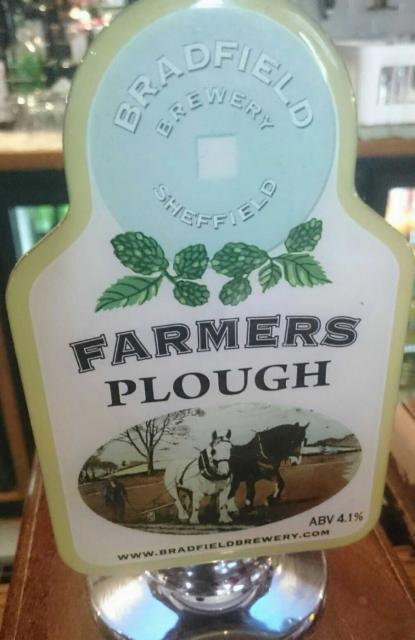 BRADFIELD
BREWERY
SHEFFIELD
FARMERS
PLOUGH
ABV 4.1%
WWW.BRADFIELDBREWERY.COM